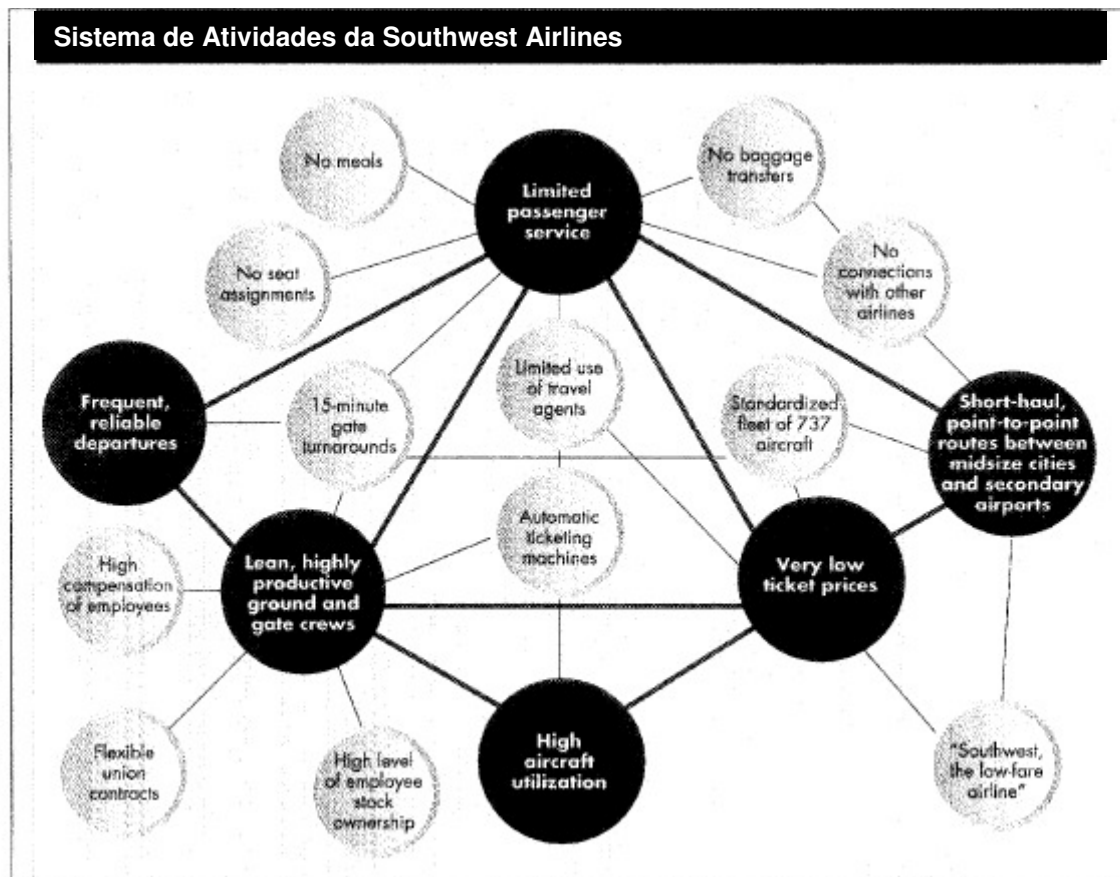 Sistema de Atividades da Southwest Airlines
No meals
Limited
passenger
service
No baggage
transfers
No seat
assignments
No
connections
with other
airlines
Frequent,
reliable
departures
15-minute
gate
turnarounds
Limited use
of travel
agents
Standardized
fleet of 737
aircraft
Short-haul,
point-to-point
routes between
midsize cities
and secondary
airports
High
compensation
of employees
Lean, highly
productive
ground and
gate crews
Automatic
ticketing
machines
Very low
ticket prices
Flexible
union
contracts
High level
of employee
stock
ownership
High
aircraft
utilization
"Southwest,
the low-fare
airline"